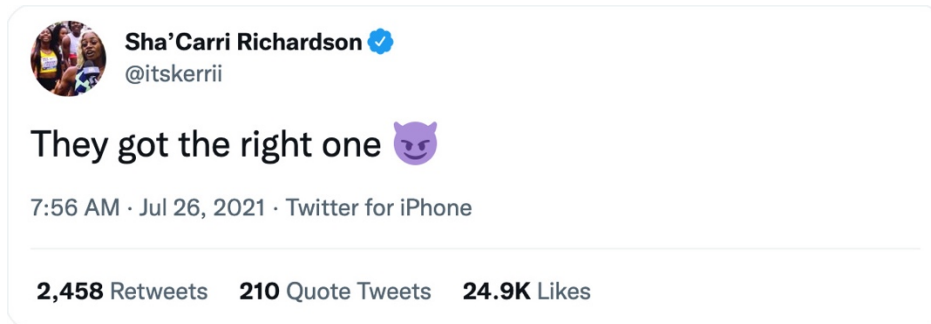 Sha’Carri Richardson
@itskerrii
They got the right one 😈
7:56 AM · Jul 26, 2021 · Twitter for iPhone
2,458 Retweets 210 Quote Tweets 24.9K Likes